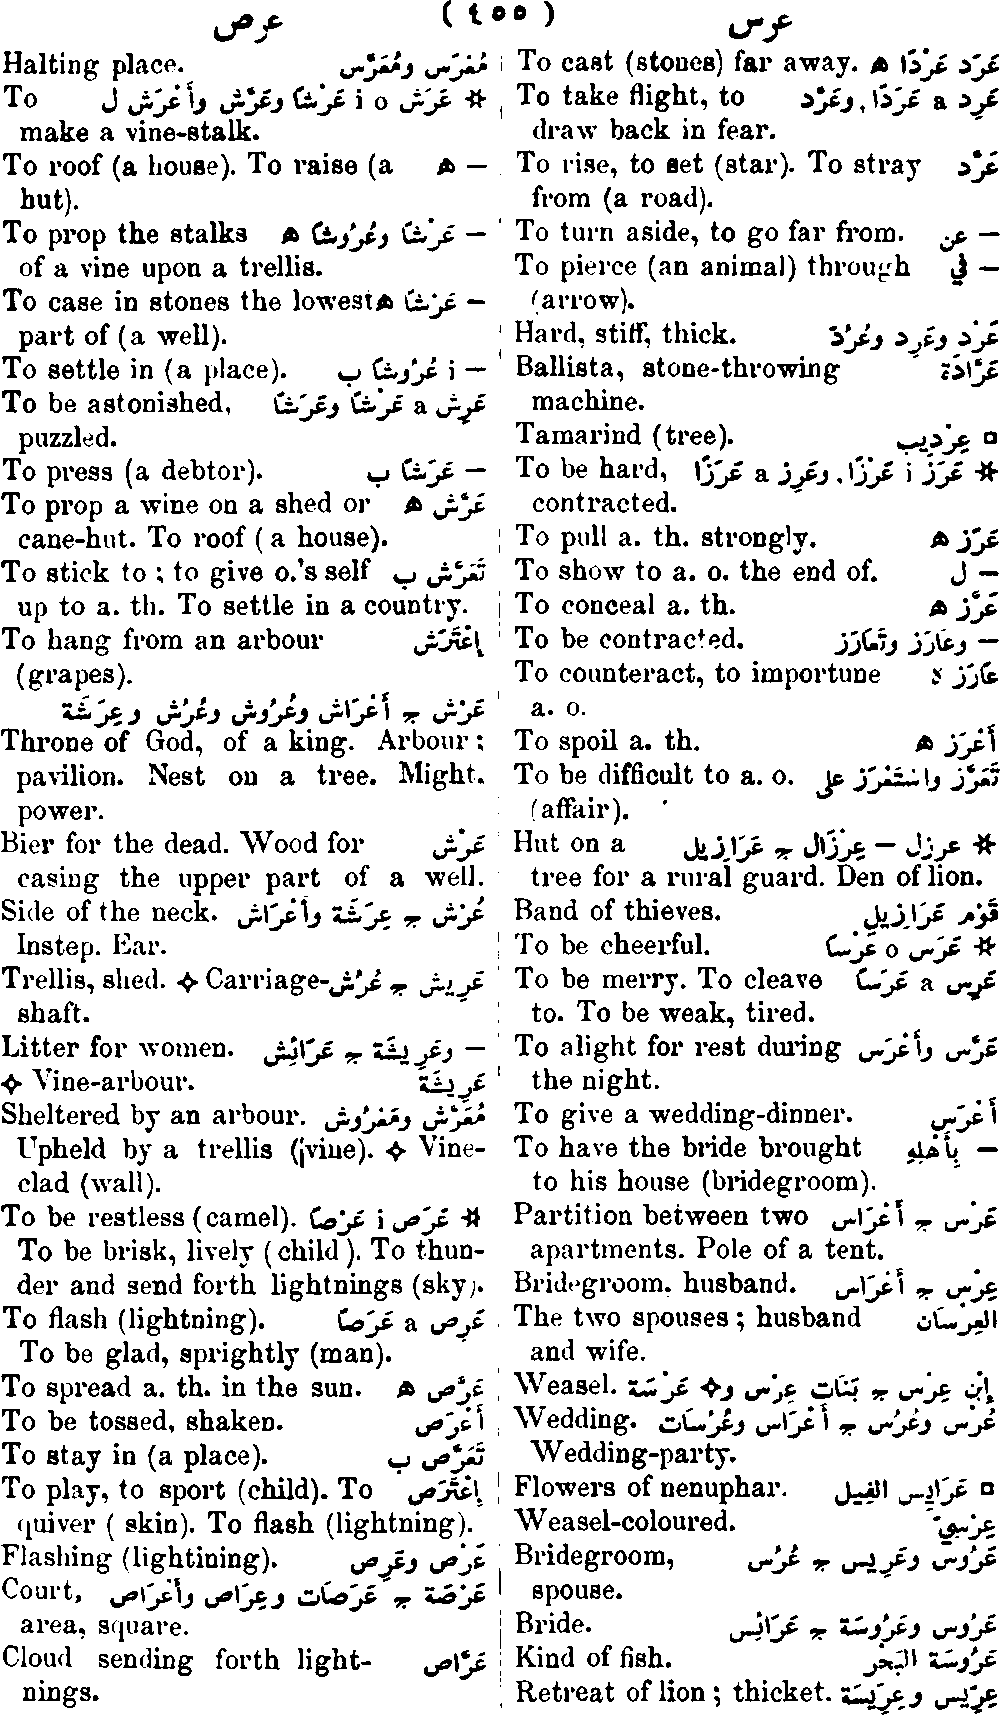 عرس ( ٤٥٥ ) عرص
To cast (stones) far away. عَرَد عَرْدًا ه
To take flight, to عَرِد a عَرَدًا, وعَرَّد
draw back in fear.
To rise, to set (star). To stray عَرَّد
from (a road).
To turn aside, to go far from. — عن
To pierce (an animal) through — في
(arrow).
Hard, stiff, thick. عَرْد وعَرِد وعُرُدّ
Ballista, stone-throwing عَرَّادَة
machine.
Tamarind (tree). ◘ عِرْدِيب
To be hard, ✻ عَرَز i عَرْزًا, وعَرِز a عَرَزًا
contracted.
To pull a. th. strongly. عَرَز ه
To show to a. o. the end of. — ل
To conceal a. th. عَرَّز ه
To be contracted. — وعَارَز وتَعَارَز
To counteract, to importune عَارَز ه
a. o.
To spoil a. th. أَعْرَز ه
To be difficult to a. o. تَعَرَّز واسْتَعْرَز على
(affair).
Hut on a ✻ عرزل — عِرْزَال ج عَرَازِيل
tree for a rural guard. Den of lion.
Band of thieves. قَوْم عَرَازِيل
To be cheerful. ✻ عَرَس o عَرْسًا
To be merry. To cleave عَرِس a عَرَسًا
to. To be weak, tired.
To alight for rest during عَرَّس وأَعْرَس
the night.
To give a wedding-dinner. أَعْرَس
To have the bride brought — بِأَهْلِهِ
to his house (bridegroom).
Partition between two عَرْس ج أَعْرَاس
apartments. Pole of a tent.
Bridegroom, husband. عِرْس ج أَعْرَاس
The two spouses ; husband العِرْسَان
and wife.
Weasel. إِبْن عِرْس ج بَنَات عِرْس و✧ عَرْسَة
Wedding. عُرْس وعُرُس ج أَعْرَاس وعُرْسَات
Wedding-party.
Flowers of nenuphar. ◘ عَرَايِس النِيل
Weasel-coloured. عِرْسِيّ
Bridegroom, عَرُوس وعَرِيس ج عُرُس
spouse.
Bride. عَرُوس وعَرُوسَة ج عَرَائِس
Kind of fish. عَرُوسَة البَحْر
Retreat of lion ; thicket. عِرِّيس وعِرِّيسَة
Halting place. مُعْرَس ومُعَرَّس
To ✻ عَرَش i o عَرْشًا وعَرَّش وأَعْرَش ل
make a vine-stalk.
To roof (a house). To raise (a — ه
hut).
To prop the stalks — عَرْشًا وعُرُوشًا ه
of a vine upon a trellis.
To case in stones the lowest — عَرْشًا ه
part of (a well).
To settle in (a place). — i عُرُوشًا ب
To be astonished, عَرِش a عَرْشًا وعَرَشًا
puzzled.
To press (a debtor). — عَرَشًا ب
To prop a wine on a shed or عَرَّش ه
cane-hut. To roof ( a house).
To stick to ; to give o.'s self تَعَرَّش ب
up to a. th. To settle in a country.
To hang from an arbour إِعْتَرَش
(grapes).
عَرْش ج أَعْرَاش وعُرُوش وعُرُش وعِرَشَة
Throne of God, of a king. Arbour ;
pavilion. Nest on a tree. Might,
power.
Bier for the dead. Wood for عَرْش
casing the upper part of a well.
Side of the neck. عُرْش ج عِرَشَة وأَعْرَاش
Instep. Ear.
Trellis, shed. ✧ Carriage- عَرِيش ج عُرُش
shaft.
Litter for women. — وعَرِيشَة ج عَرَائِش
✧ Vine-arbour. عَرِيشَة
Sheltered by an arbour. مُعَرَّش ومَعْرُوش
Upheld by a trellis (vine). ✧ Vine-
clad (wall).
To be restless (camel). ✻ عَرَص i عَرْصًا
To be brisk, lively ( child ). To thun-
der and send forth lightnings (sky).
To flash (lightning). عَرِص a عَرَصًا
To be glad, sprightly (man).
To spread a. th. in the sun. عَرَّص ه
To be tossed, shaken. أَعْرَص
To stay in (a place). تَعَرَّص ب
To play, to sport (child). To إِعْتَرَص
quiver ( skin). To flash (lightning).
Flashing (lightining). عَرْص وعَرِص
Court, عَرْصَة ج عَرَصَات وعِرَاص وأَعْرَاص
area, square.
Cloud sending forth light- عَرَّاص
nings.